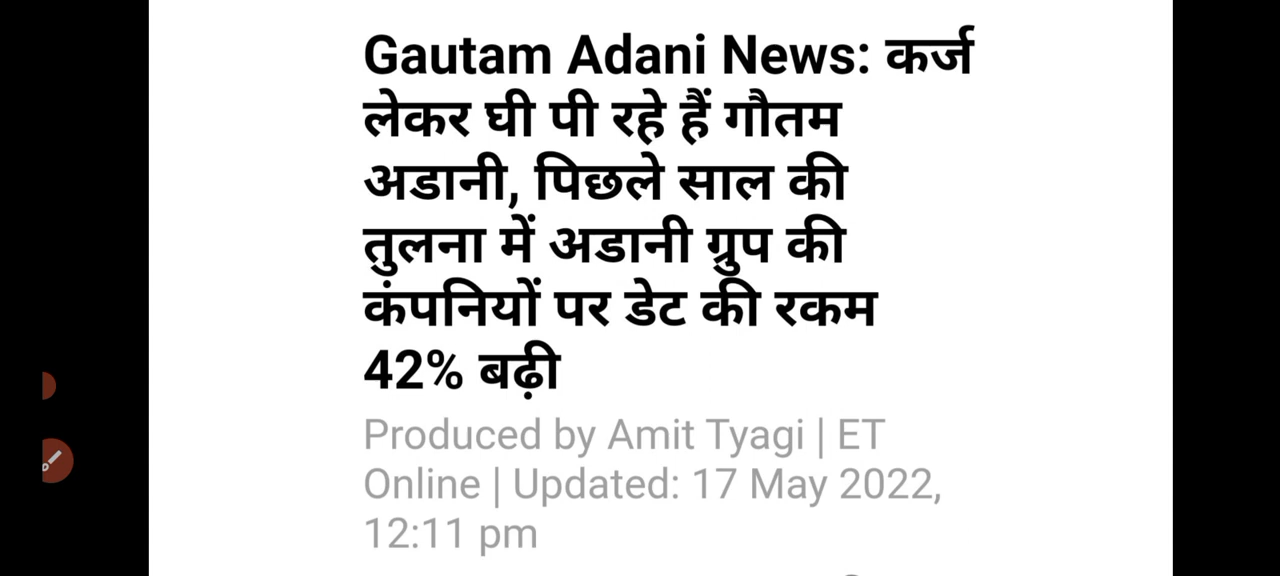 Gautam Adani News: कर्ज
लेकर घी पी रहे हैं गौतम
अडानी, पिछले साल की
तुलना में अडानी ग्रुप की
कंपनियों पर डेट की रकम
42% बढ़ी
Produced by Amit Tyagi | ET
Online | Updated: 17 May 2022,
12:11 pm